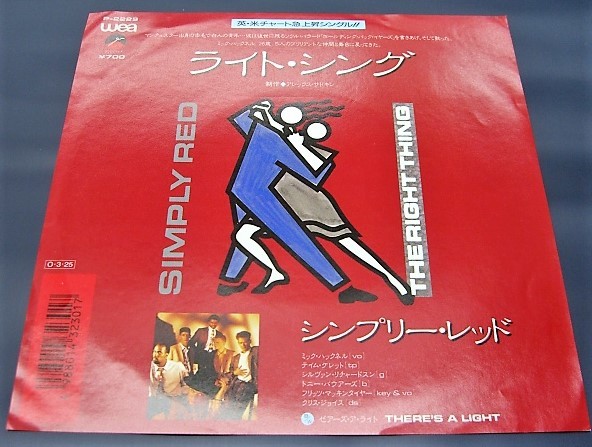 P-2229
wea
¥700
英・米チャート急上昇シングル!!
ライト・シング
SIMPLY RED
THE RIGHT THING
O-3-25
シンプリー・レッド
ミック・ハックネル [vo]
ティム・ケレット [tp]
シルヴァン・リチャードスン [g]
トニー・バウアーズ [b]
フリッツ・マッキンタイヤー [key & vo]
クリス・ジョイス [ds]
ゼアーズ・ア・ライト THERE'S A LIGHT